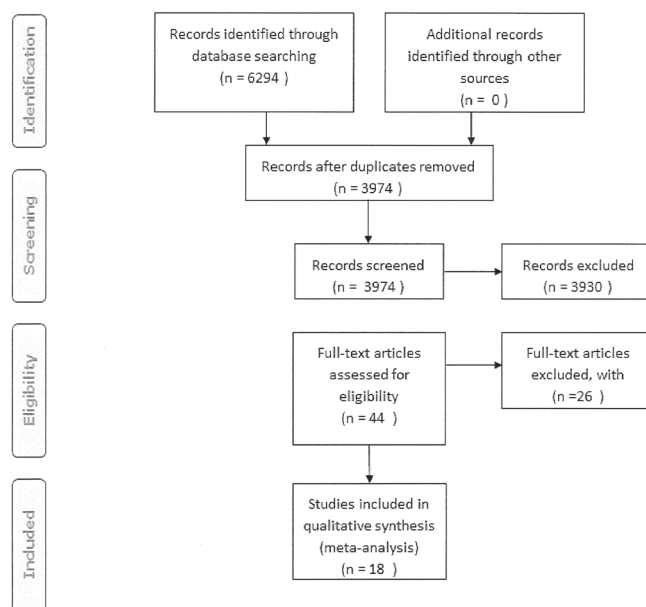 Identification
Records identified through
database searching
(n = 6294 )
Additional records
identified through other
sources
(n = 0 )
Records after duplicates removed
(n = 3974 )
Screening
Records screened
(n = 3974 )
Records excluded
(n = 3930 )
Eligibility
Full-text articles
assessed for
eligibility
(n = 44 )
Full-text articles
excluded, with
(n =26 )
Included
Studies included in
qualitative synthesis
(meta-analysis)
(n = 18 )